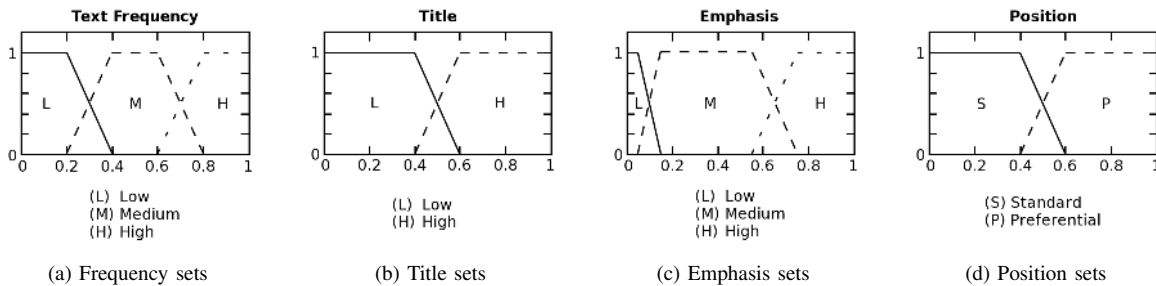 Text Frequency
1
0
L
M
H
0 0.2 0.4 0.6 0.8 1
(L) Low
(M) Medium
(H) High
(a) Frequency sets
Title
1
0
L
H
0 0.2 0.4 0.6 0.8 1
(L) Low
(H) High
(b) Title sets
Emphasis
1
0
L
M
H
0 0.2 0.4 0.6 0.8 1
(L) Low
(M) Medium
(H) High
(c) Emphasis sets
Position
1
0
S
P
0 0.2 0.4 0.6 0.8 1
(S) Standard
(P) Preferential
(d) Position sets